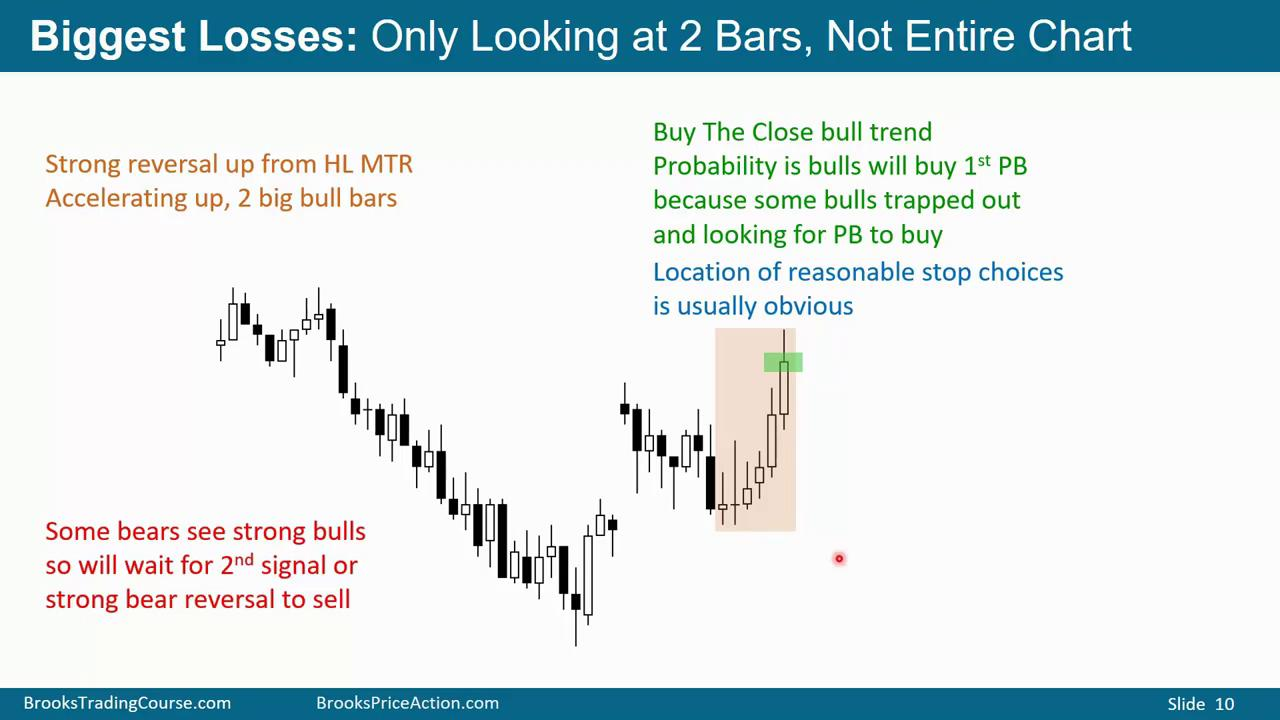 Biggest Losses: Only Looking at 2 Bars, Not Entire Chart
Strong reversal up from HL MTR
Accelerating up, 2 big bull bars
Buy The Close bull trend
Probability is bulls will buy 1st PB
because some bulls trapped out
and looking for PB to buy
Location of reasonable stop choices
is usually obvious
Some bears see strong bulls
so will wait for 2nd signal or
strong bear reversal to sell
BrooksTradingCourse.com
BrooksPriceAction.com
Slide 10